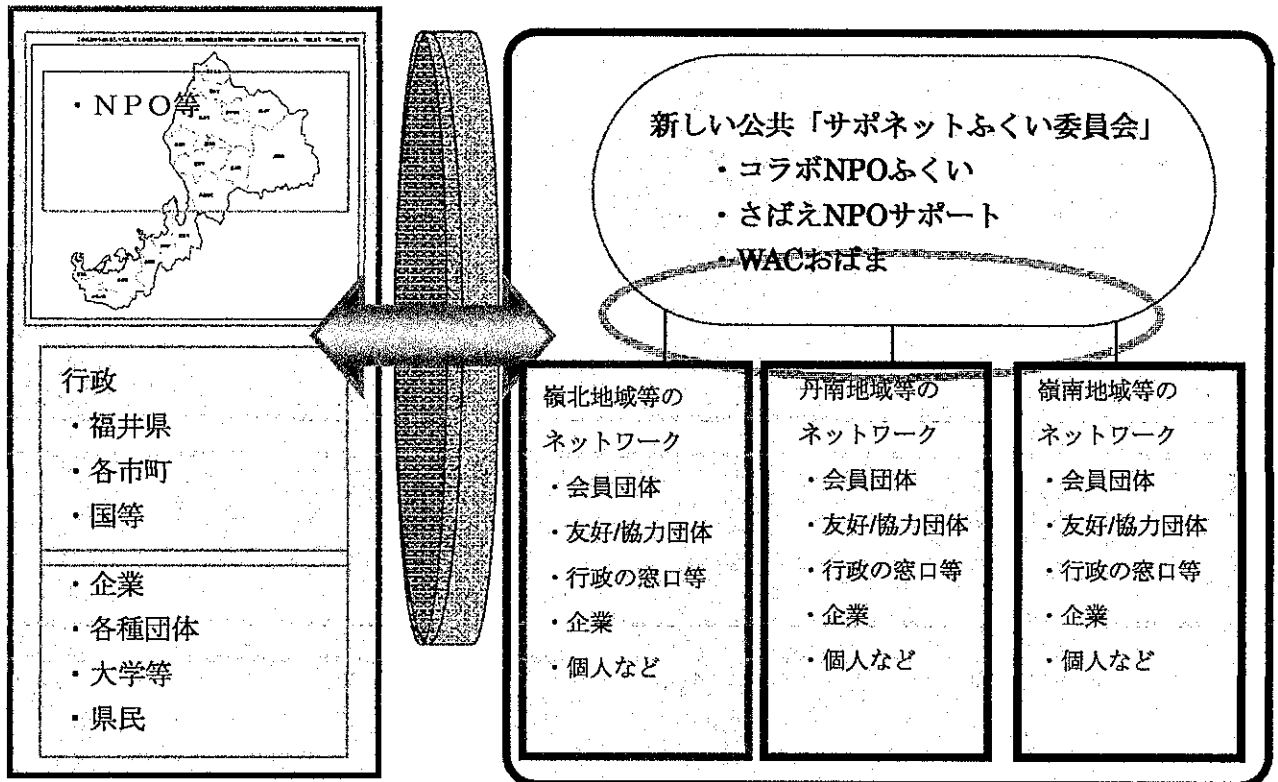 ・ＮＰＯ等
行政
・福井県
・各市町
・国等
・企業
・各種団体
・大学等
・県民
新しい公共「サポネットふくい委員会」
・コラボNPOふくい
・さばえNPOサポート
・WACおばま
嶺北地域等の
ネットワーク
・会員団体
・友好/協力団体
・行政の窓口等
・企業
・個人など
丹南地域等の
ネットワーク
・会員団体
・友好/協力団体
・行政の窓口等
・企業
・個人など
嶺南地域等の
ネットワーク
・会員団体
・友好/協力団体
・行政の窓口等
・企業
・個人など